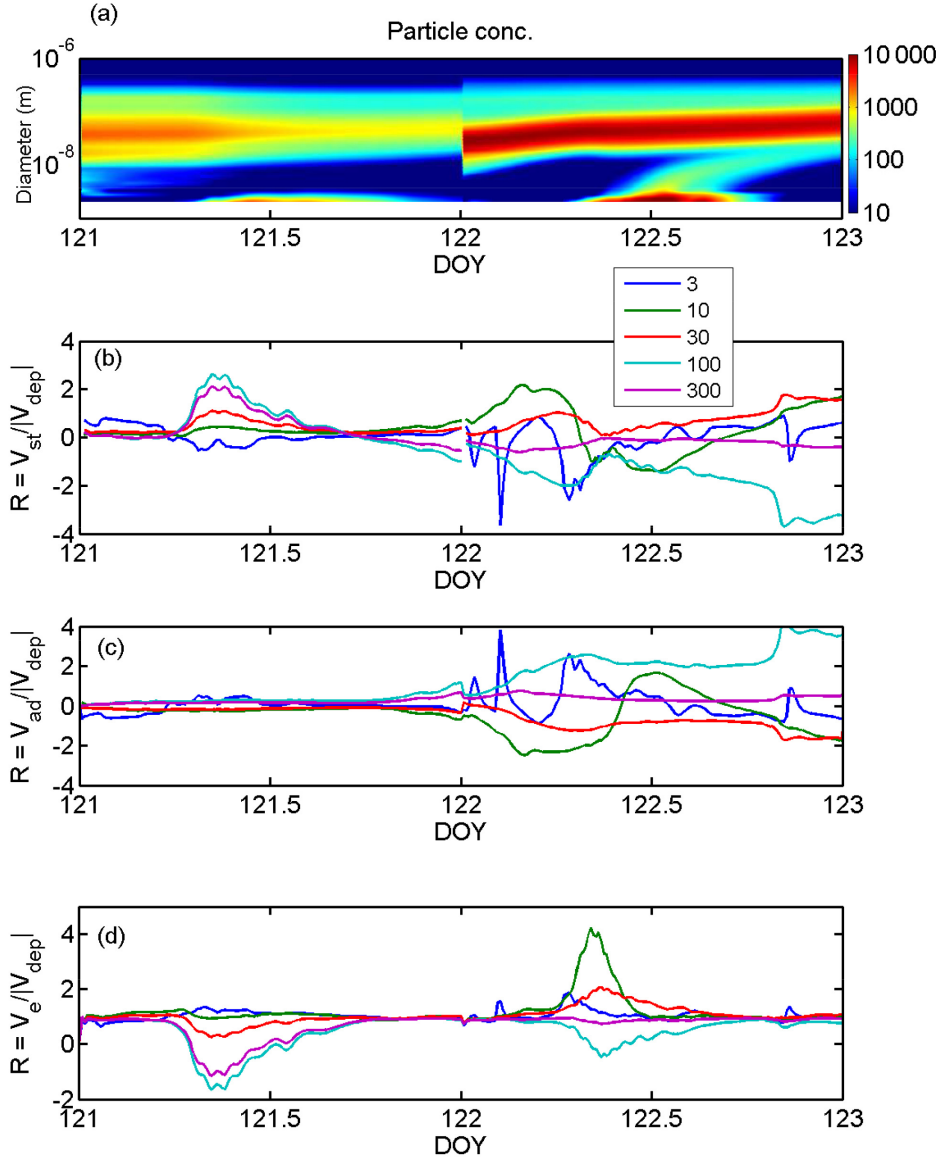 (a)
Particle conc.
10^-6
10^-8
Diameter (m)
10 000
1000
100
10
121 121.5 122 122.5 123
DOY
3
10
30
100
300
(b)
4
2
0
-2
-4
R = V_st/|V_dep|
121 121.5 122 122.5 123
DOY
(c)
4
2
0
-2
-4
R = V_ad/|V_dep|
121 121.5 122 122.5 123
DOY
(d)
4
2
0
-2
R = V_e/|V_dep|
121 121.5 122 122.5 123
DOY